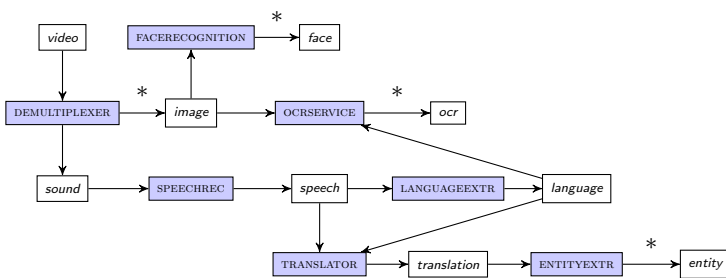 video
FACERECOGNITION * face
DEMULTIPLEXER * image OCRSERVICE * ocr
sound SPEECHREC speech LANGUAGEEXTR language
TRANSLATOR translation ENTITYEXTR * entity